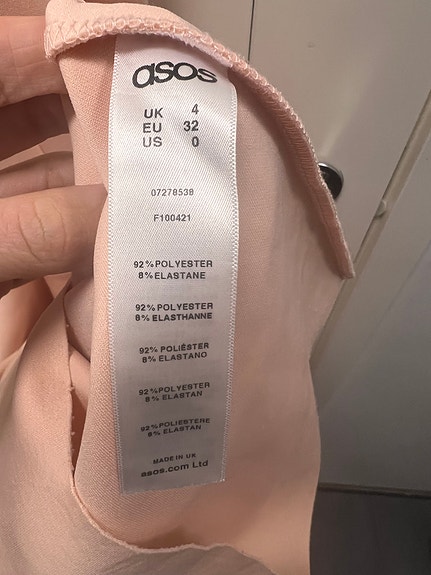 asos
UK 4
EU 32
US 0
07278539
F100421
92%POLYESTER
8%ELASTANE
92%POLYESTER
8% ELASTHANNE
92% POLIÉSTER
8% ELASTANO
92% POLYESTER
8% ELASTAN
92%POLIESTERE
8% ELASTAN
MADE IN UK
asos.com Ltd